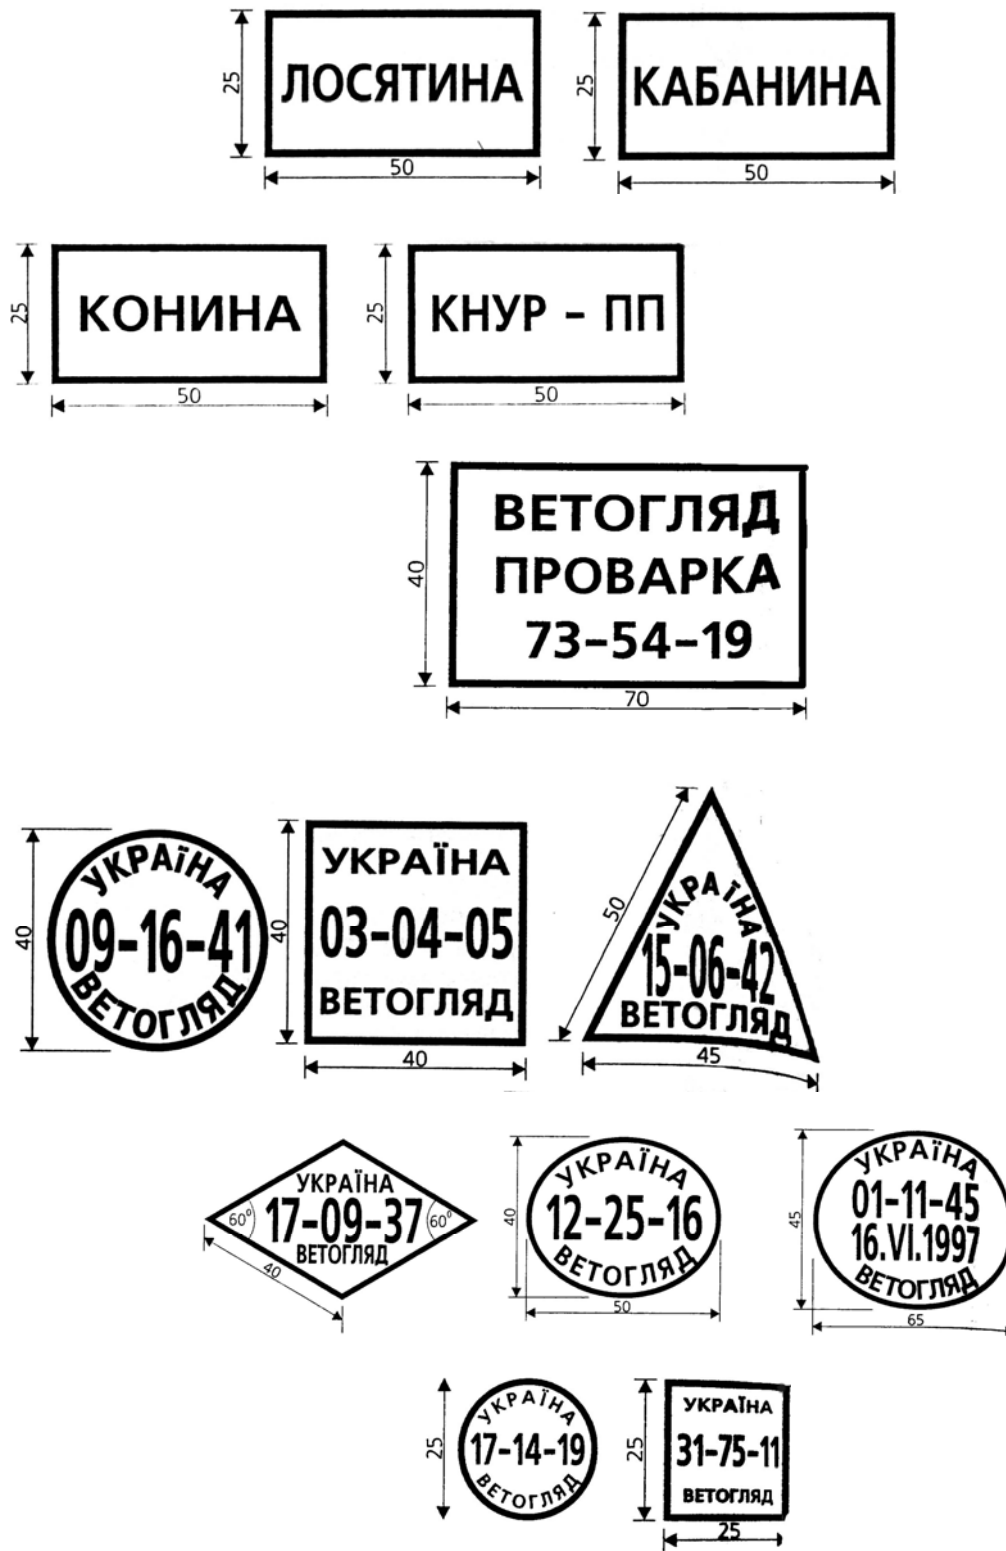 25
ЛОСЯТИНА
50
25
КАБАНИНА
50
25
КОНИНА
50
25
КНУР – ПП
50
40
ВЕТОГЛЯД
ПРОВАРКА
73–54–19
70
40
УКРАЇНА
09–16–41
ВЕТОГЛЯД
40
УКРАЇНА
03–04–05
ВЕТОГЛЯД
40
50
УКРАЇНА
15–06–42
ВЕТОГЛЯД
45
УКРАЇНА
60° 17–09–37 60°
ВЕТОГЛЯД
40
40
УКРАЇНА
12–25–16
ВЕТОГЛЯД
50
45
УКРАЇНА
01–11–45
16.VI.1997
ВЕТОГЛЯД
65
25
УКРАЇНА
17–14–19
ВЕТОГЛЯД
25
УКРАЇНА
31–75–11
ВЕТОГЛЯД
25